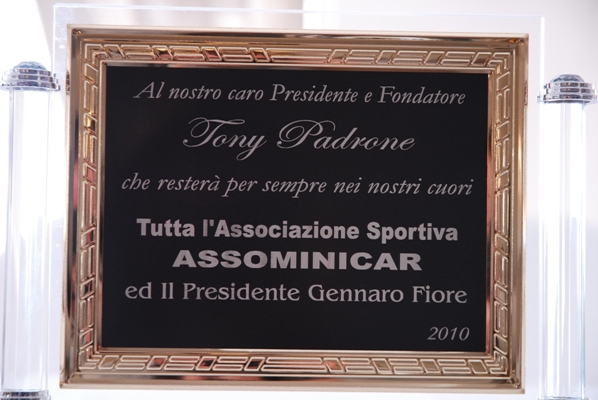 Al nostro caro Presidente e Fondatore
Tony Padrone
che resterà per sempre nei nostri cuori
Tutta l'Associazione Sportiva
ASSOMINICAR
ed Il Presidente Gennaro Fiore
2010